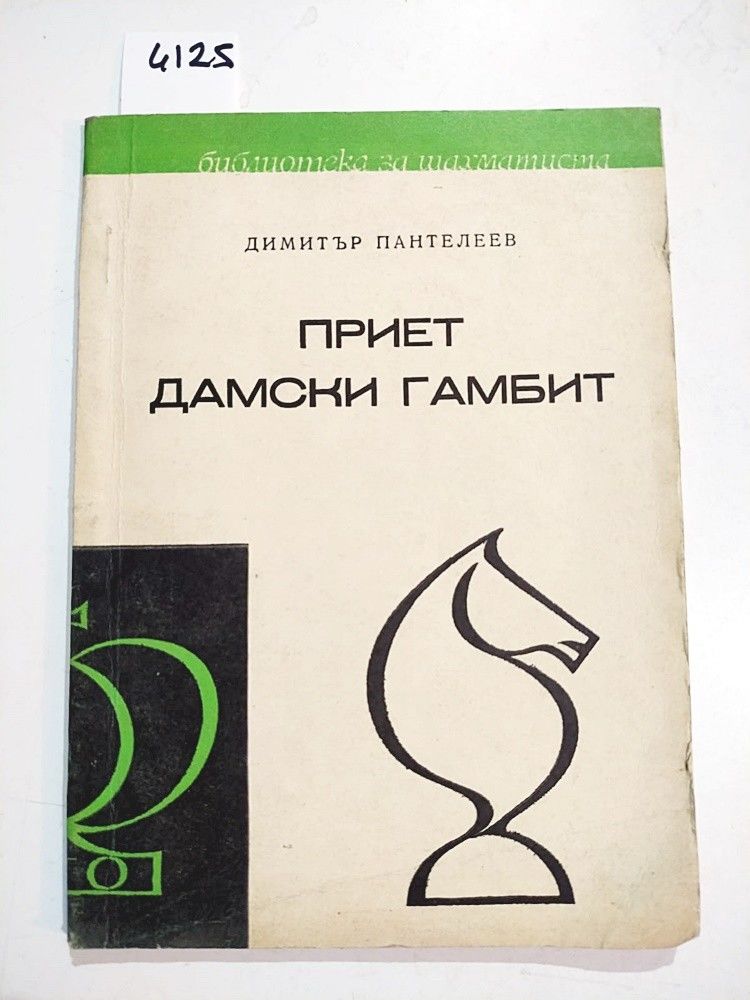 4125
библиотека за шахматиста
ДИМИТЪР ПАНТЕЛЕЕВ
ПРИЕТ
ДАМСКИ ГАМБИТ